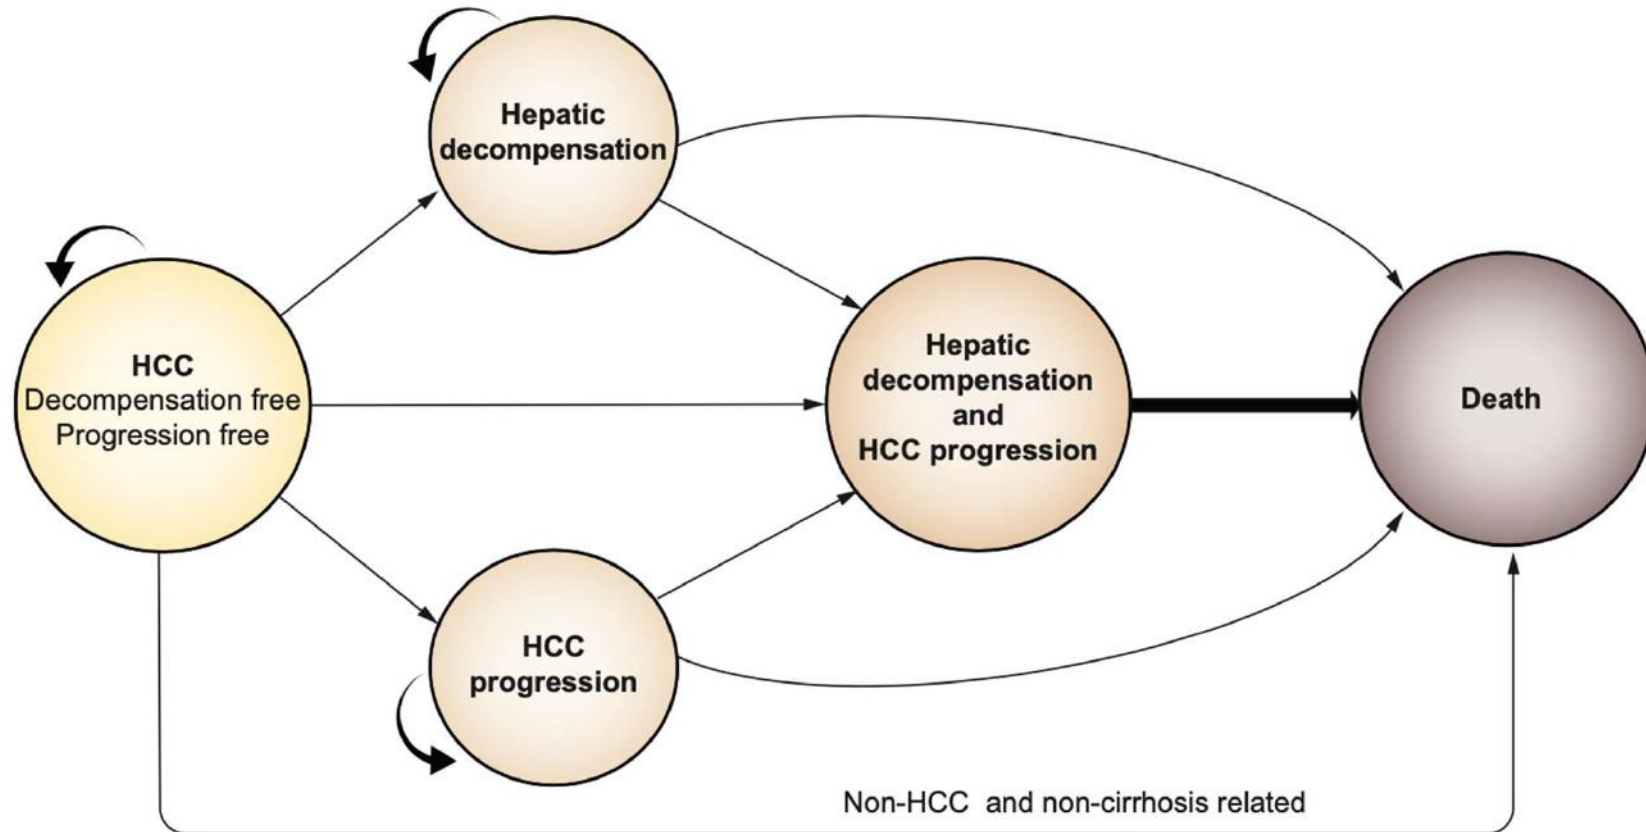 Hepatic
decompensation
HCC
Decompensation free
Progression free
Hepatic
decompensation
and
HCC progression
Death
HCC
progression
Non-HCC and non-cirrhosis related